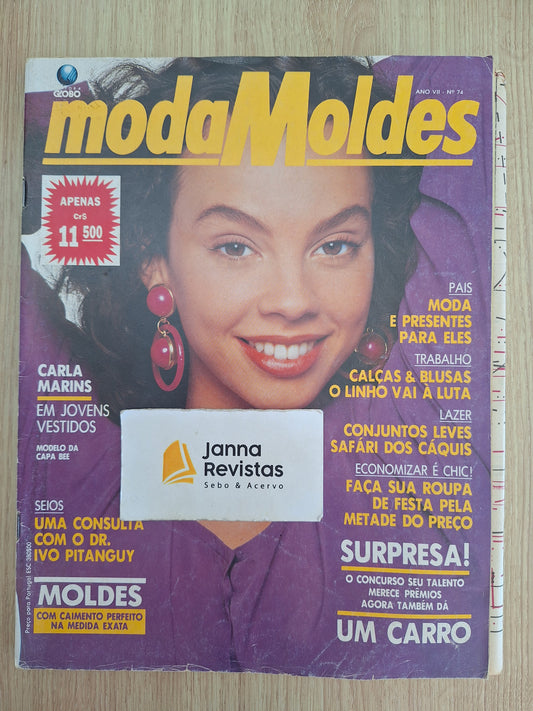 GLOBO
ANO VII - Nº 74
modaMoldes
APENAS
Cr$
11 500
PAIS
MODA
E PRESENTES
PARA ELES
TRABALHO
CALÇAS & BLUSAS
O LINHO VAI À LUTA
LAZER
CONJUNTOS LEVES
SAFÁRI DOS CÁQUIS
ECONOMIZAR É CHIC!
FAÇA SUA ROUPA
DE FESTA PELA
METADE DO PREÇO
SURPRESA!
O CONCURSO SEU TALENTO
MERECE PRÊMIOS
AGORA TAMBÉM DÁ
UM CARRO
CARLA
MARINS
EM JOVENS
VESTIDOS
MODELO DA
CAPA BEE
Janna
Revistas
Sebo & Acervo
SEIOS
UMA CONSULTA
COM O DR.
IVO PITANGUY
MOLDES
COM CAIMENTO PERFEITO
NA MEDIDA EXATA
Preço para Portugal ESC